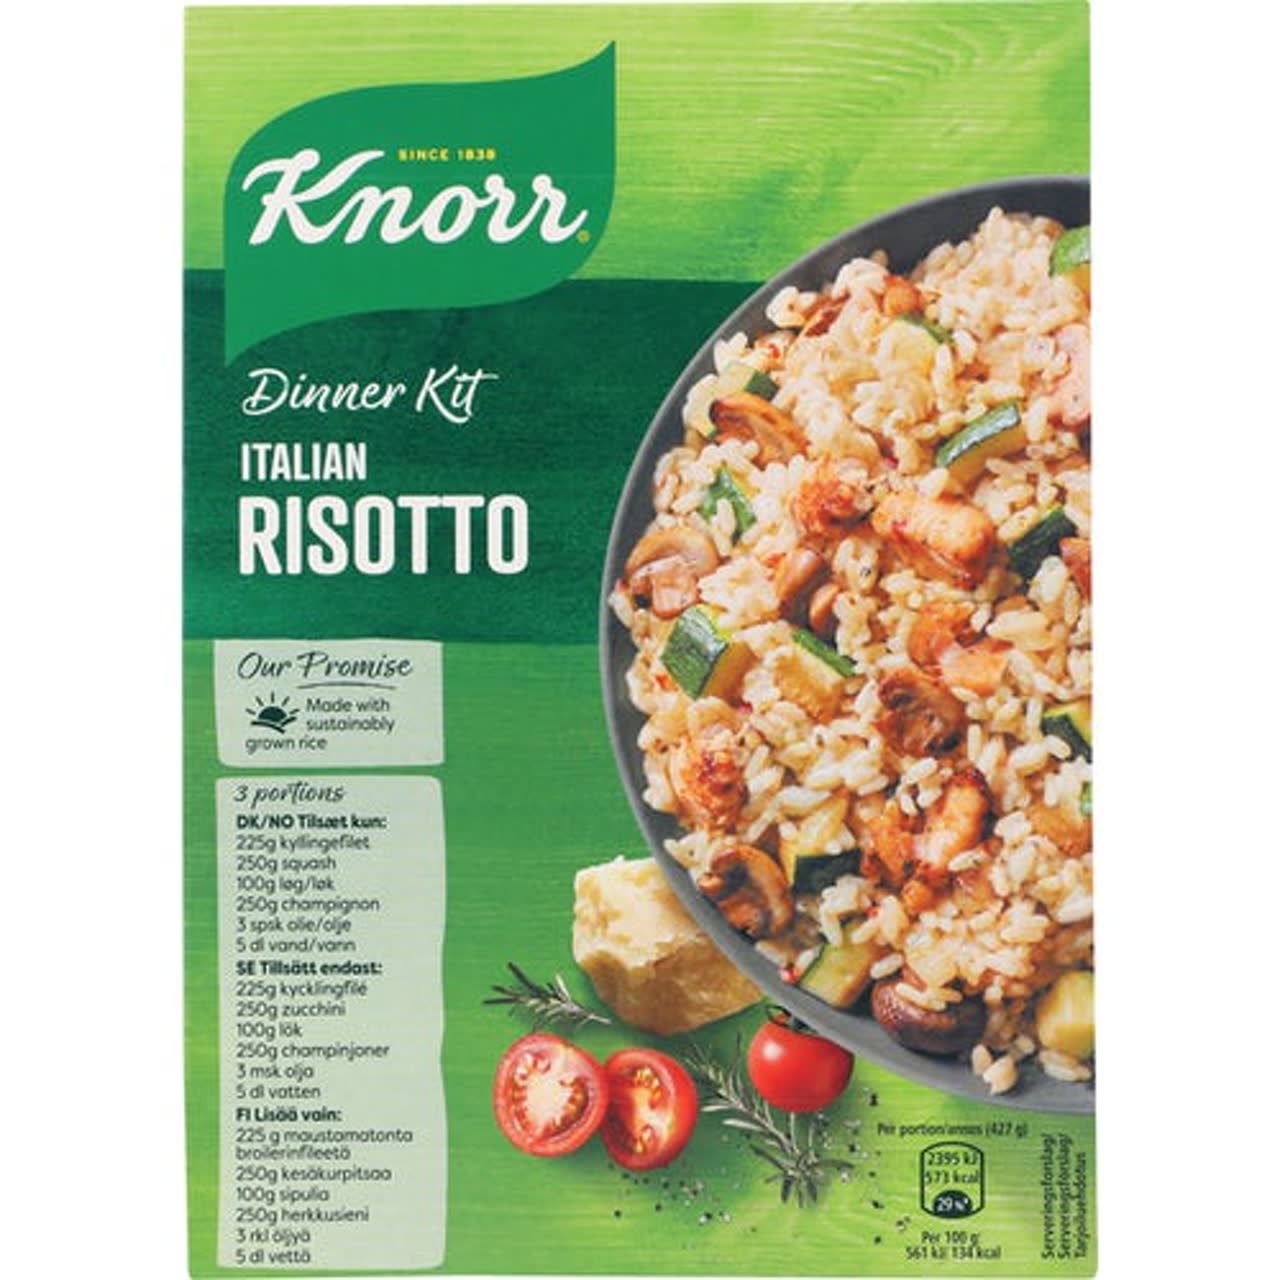 SINCE 1838
Knorr®
Dinner Kit
ITALIAN
RISOTTO
Our Promise
Made with
sustainably
grown rice
3 portions
DK/NO Tilsæt kun:
225g kyllingefilet
250g squash
100g løg/løk
250g champignon
3 spsk olie/olje
5 dl vand/vann
SE Tillsätt endast:
225g kycklingfilé
250g zucchini
100g lök
250g champinjoner
3 msk olja
5 dl vatten
FI Lisää vain:
225 g maustamatonta
broilerinfileetä
250g kesäkurpitsaa
100g sipulia
250g herkkusieni
3 rkl öljyä
5 dl vettä
Per portion/annos (427 g)
2395 kJ
573 kcal
29%*
Per 100 g:
561 kJ/ 134 kcal
Serveringsforslag/
Serveringsförslag/
Tarjoiluehdotus